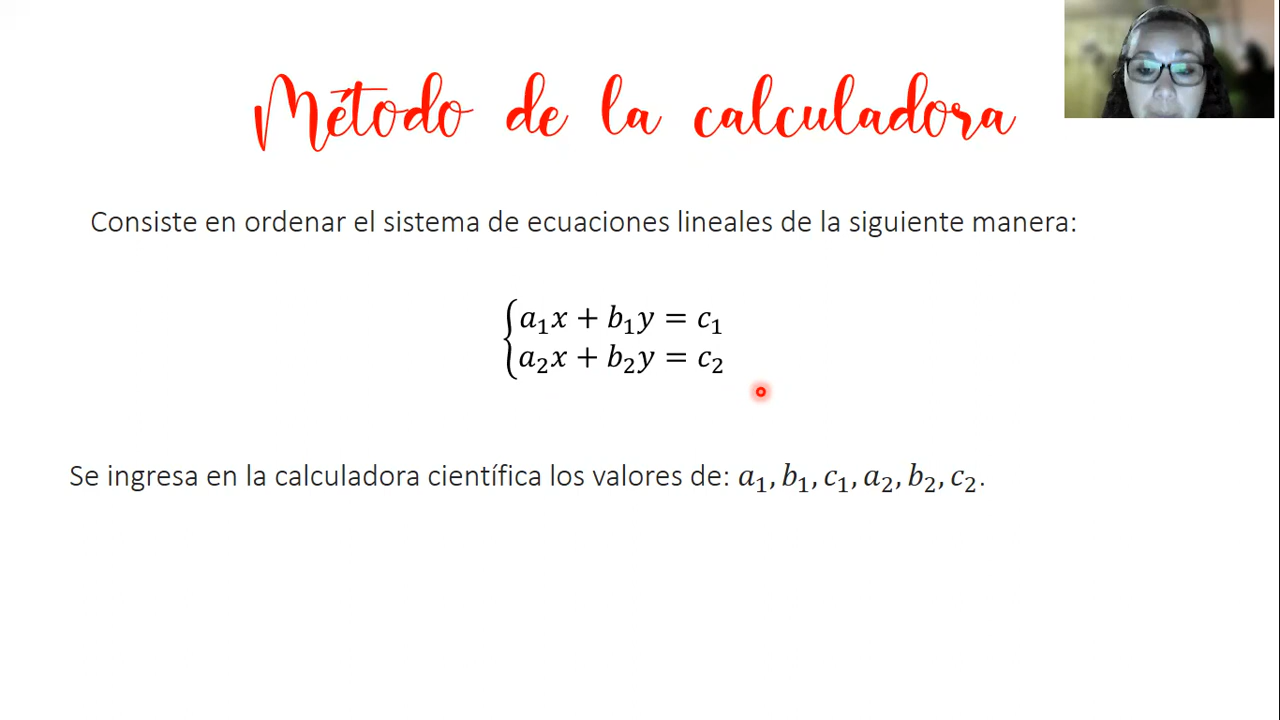 Método de la calculadora
Consiste en ordenar el sistema de ecuaciones lineales de la siguiente manera:
a₁x + b₁y = c₁
a₂x + b₂y = c₂
Se ingresa en la calculadora científica los valores de: a₁, b₁, c₁, a₂, b₂, c₂.